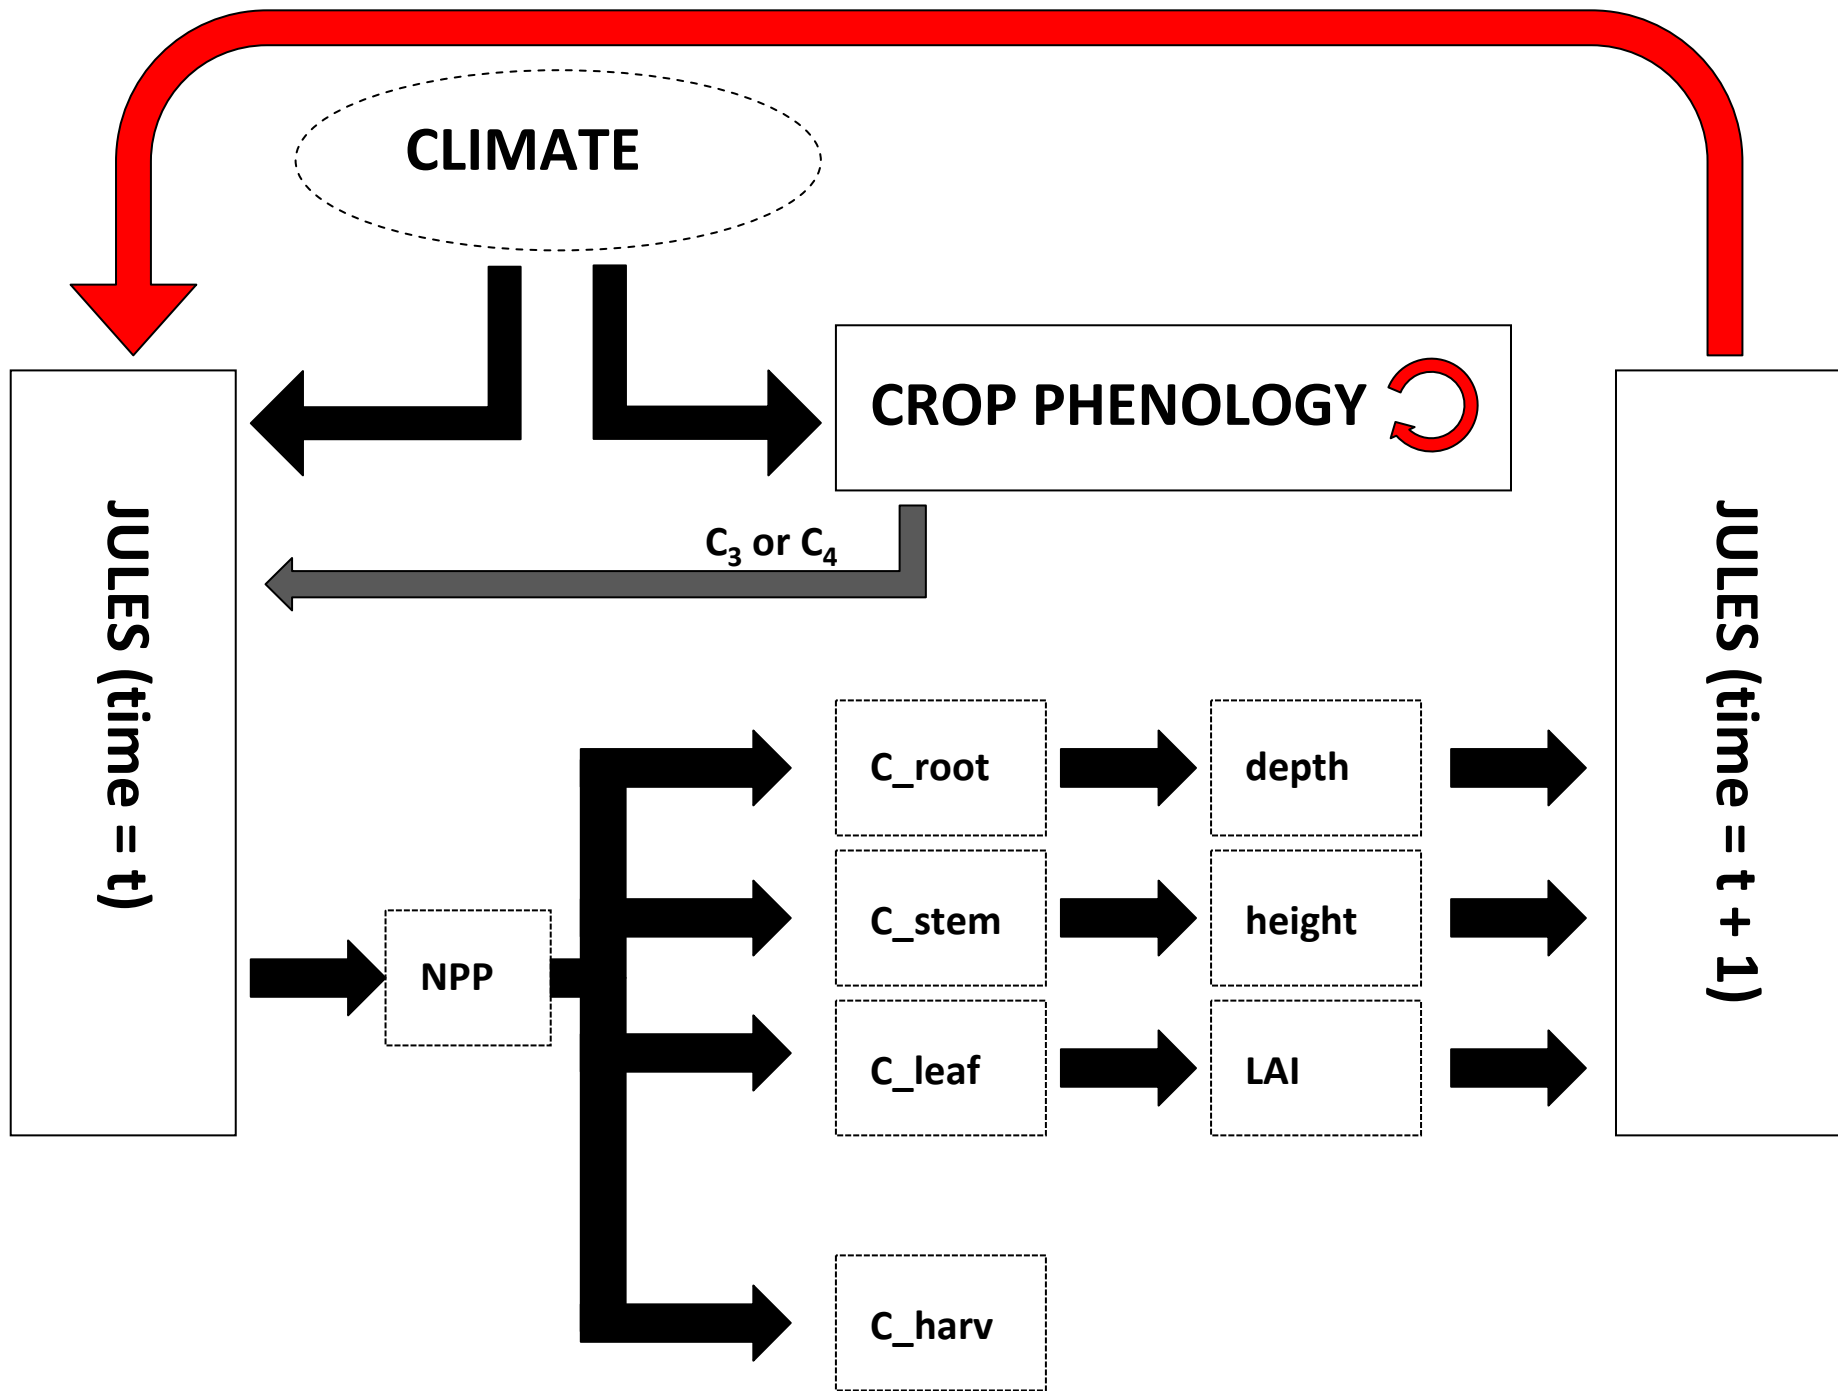 CLIMATE
CROP PHENOLOGY
C₃ or C₄
JULES (time = t)
JULES (time = t + 1)
C_root
depth
C_stem
height
NPP
C_leaf
LAI
C_harv